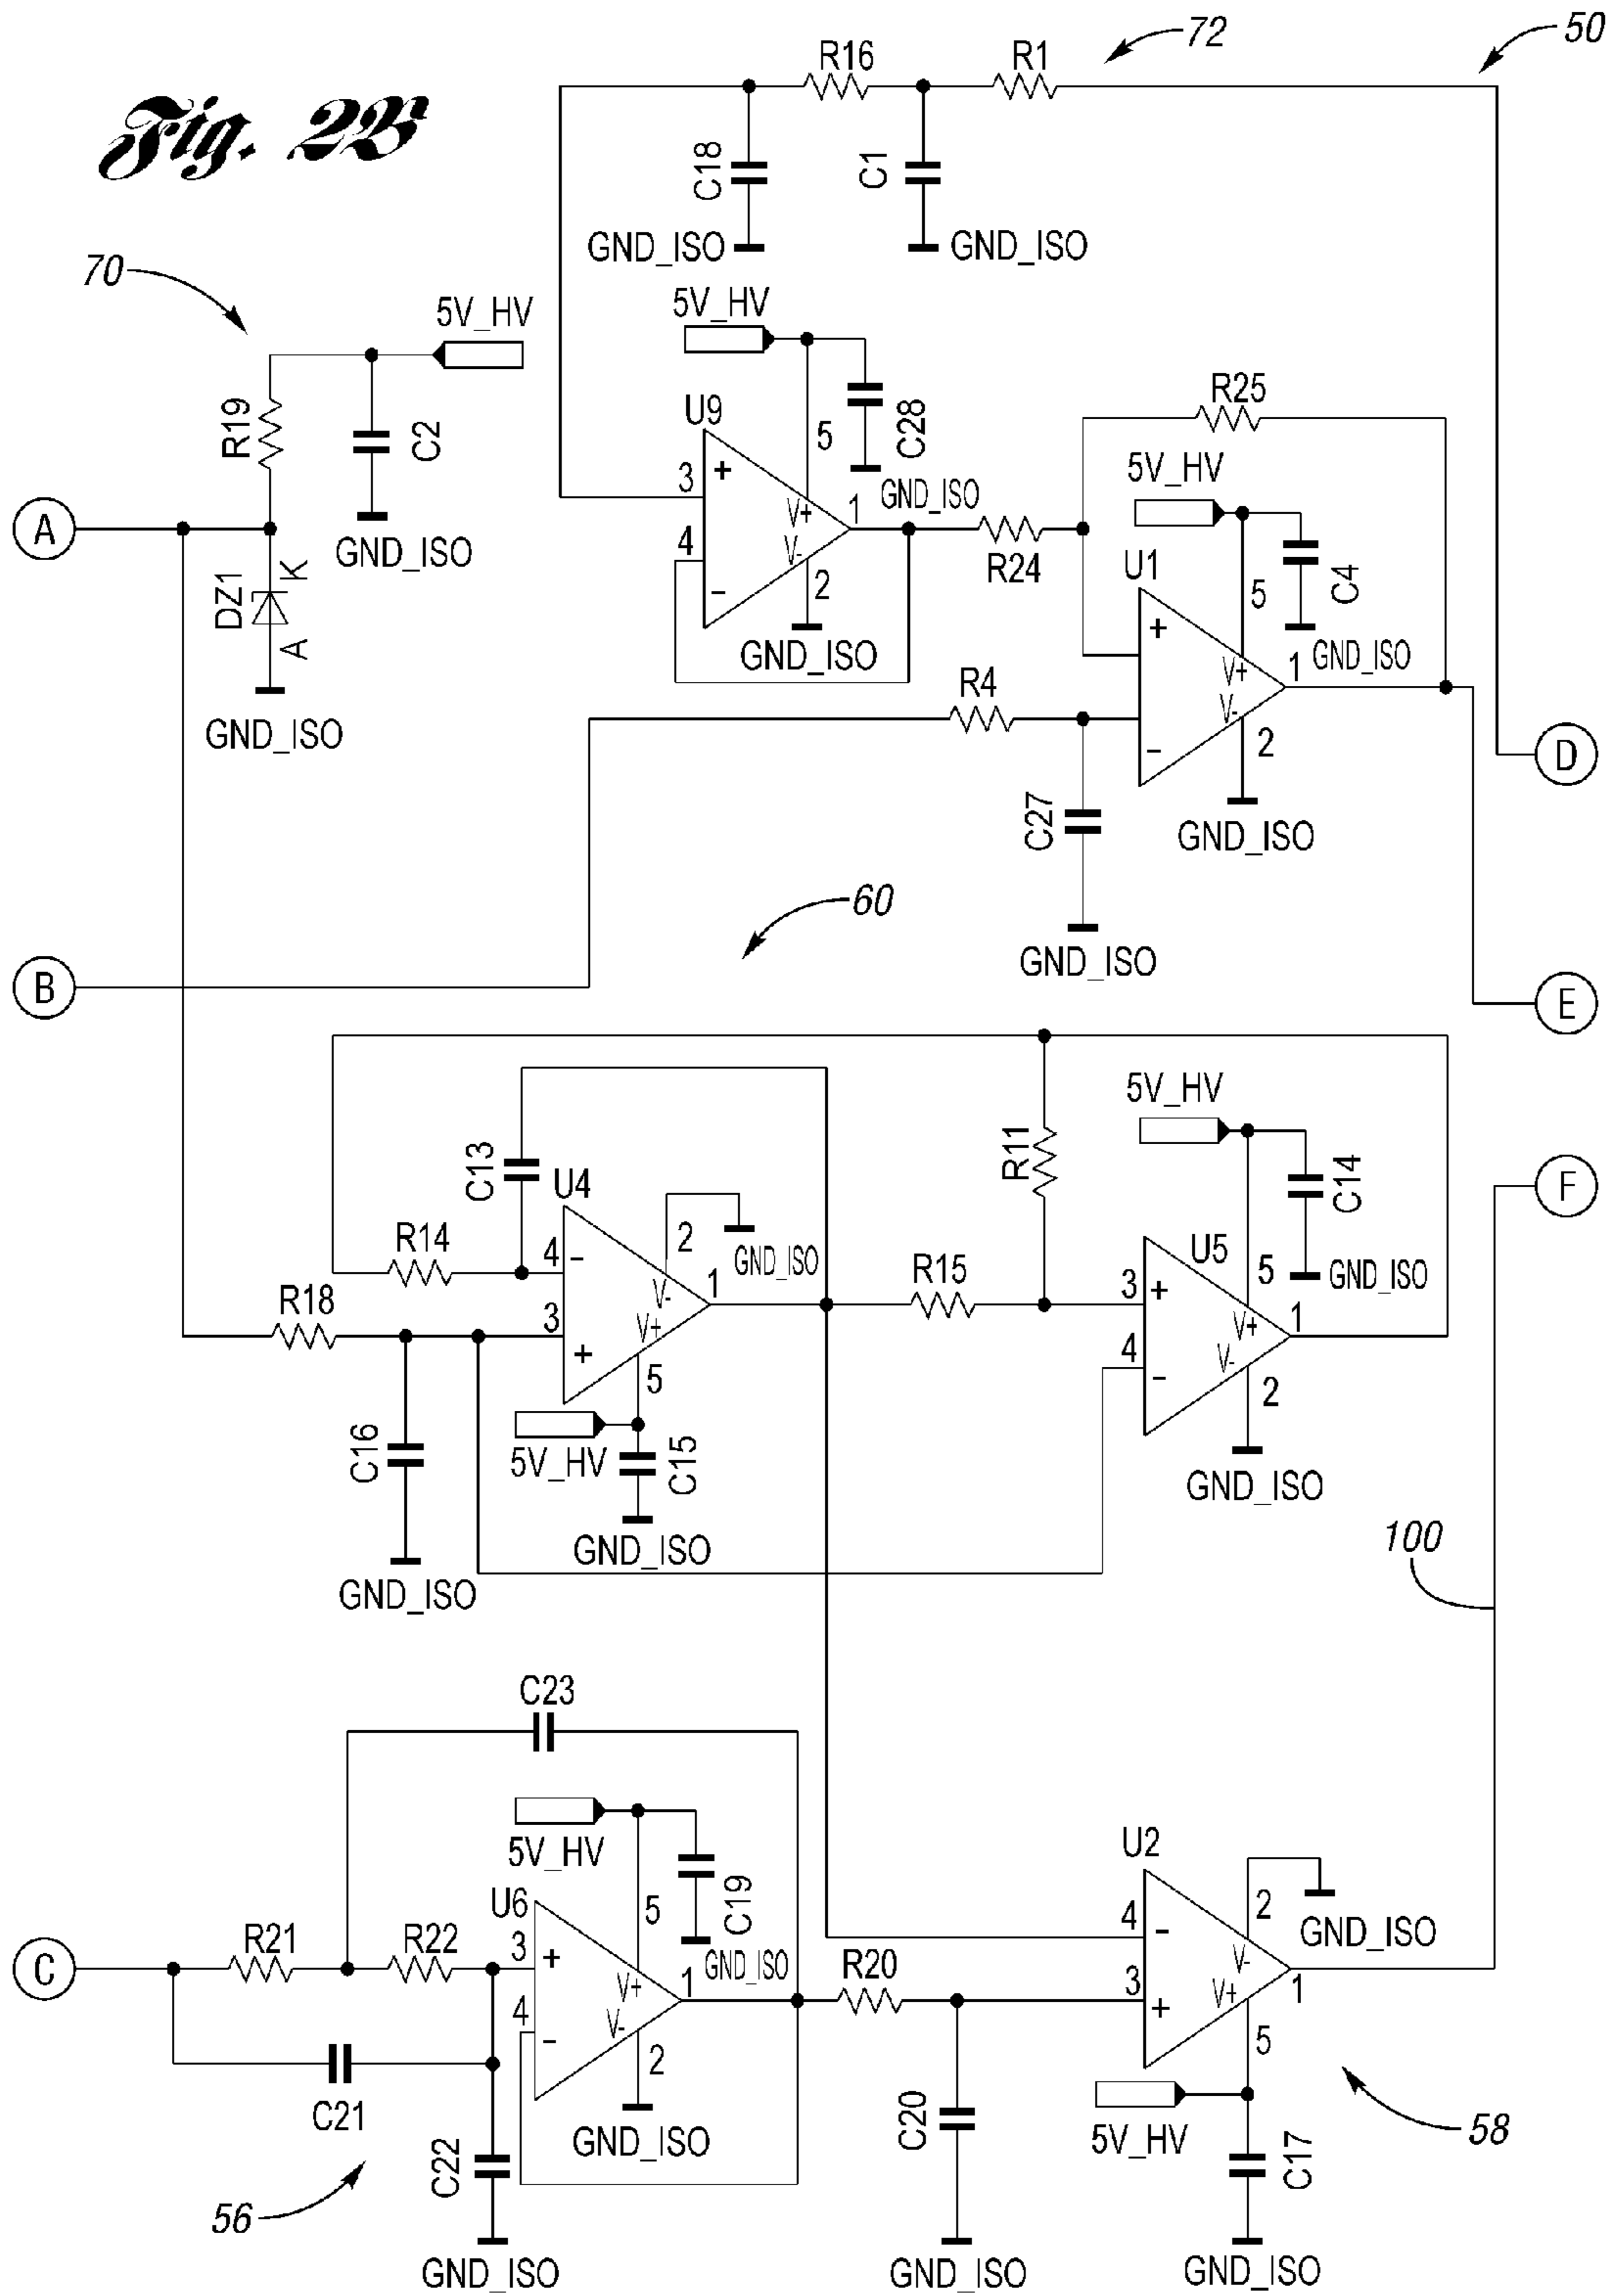 Fig. 2B
72
50
R16
R1
C18
C1
GND_ISO
GND_ISO
70
5V_HV
R19
C2
GND_ISO
A
DZ1
K
A
GND_ISO
5V_HV
C28
GND_ISO
U9
3
+
4
-
5
V+
V-
1
2
GND_ISO
R24
R25
5V_HV
C4
GND_ISO
U1
+
-
5
V+
V-
1
2
GND_ISO
R4
C27
GND_ISO
D
B
60
E
C13
U4
R14
4
-
3
+
2
GND_ISO
V-
V+
1
5
R18
C16
GND_ISO
5V_HV
C15
GND_ISO
R11
R15
5V_HV
C14
GND_ISO
U5
3
+
4
-
5
V+
V-
1
2
GND_ISO
F
100
C23
5V_HV
C19
GND_ISO
U6
C
R21
R22
3
+
4
-
5
V+
V-
1
2
GND_ISO
C21
C22
GND_ISO
56
R20
C20
GND_ISO
U2
4
-
3
+
2
GND_ISO
V-
V+
1
5
5V_HV
C17
GND_ISO
58